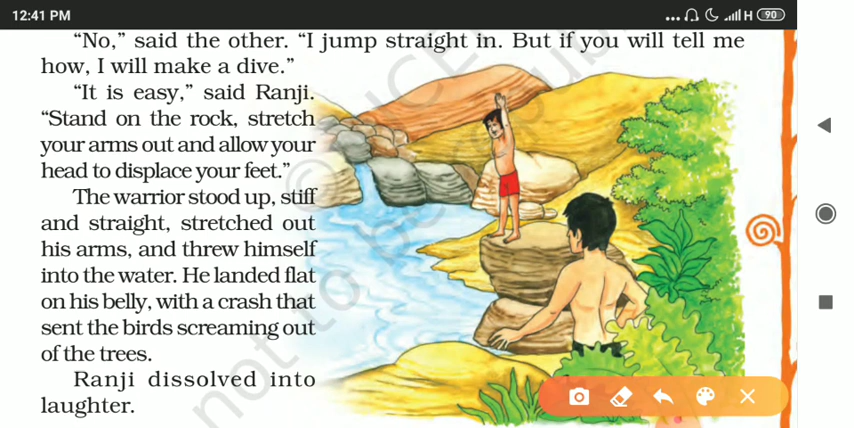 12:41 PM
H 90
"No," said the other. "I jump straight in. But if you will tell me
how, I will make a dive."
"It is easy," said Ranji.
"Stand on the rock, stretch
your arms out and allow your
head to displace your feet."
The warrior stood up, stiff
and straight, stretched out
his arms, and threw himself
into the water. He landed flat
on his belly, with a crash that
sent the birds screaming out
of the trees.
Ranji dissolved into
laughter.
not to be